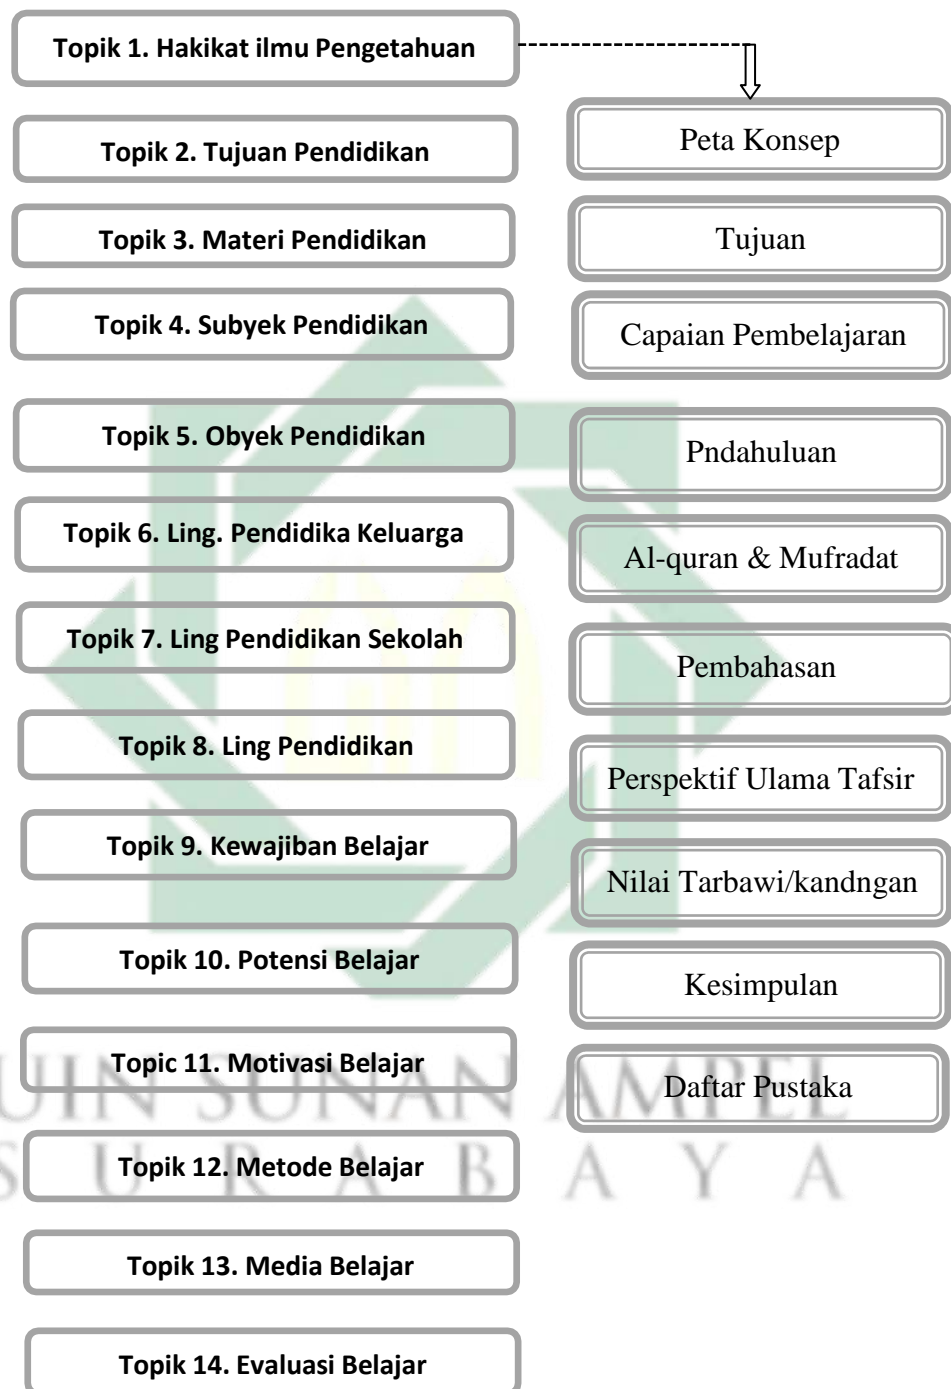 Topik 1. Hakikat ilmu Pengetahuan
Topik 2. Tujuan Pendidikan
Topik 3. Materi Pendidikan
Topik 4. Subyek Pendidikan
Topik 5. Obyek Pendidikan
Topik 6. Ling. Pendidika Keluarga
Topik 7. Ling Pendidikan Sekolah
Topik 8. Ling Pendidikan
Topik 9. Kewajiban Belajar
Topik 10. Potensi Belajar
Topic 11. Motivasi Belajar
Topik 12. Metode Belajar
Topik 13. Media Belajar
Topik 14. Evaluasi Belajar
Peta Konsep
Tujuan
Capaian Pembelajaran
Pndahuluan
Al-quran & Mufradat
Pembahasan
Perspektif Ulama Tafsir
Nilai Tarbawi/kandngan
Kesimpulan
Daftar Pustaka
UIN SUNAN AMPEL
S U R A B A Y A